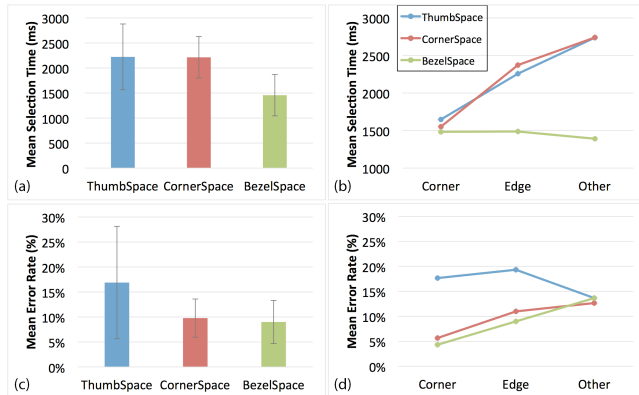 Mean Selection Time (ms)
3000
2500
2000
1500
1000
500
0
ThumbSpace CornerSpace BezelSpace
(a)
Mean Selection Time (ms)
3000
2500
2000
1500
1000
ThumbSpace
CornerSpace
BezelSpace
Corner Edge Other
(b)
Mean Error Rate (%)
30%
25%
20%
15%
10%
5%
0%
ThumbSpace CornerSpace BezelSpace
(c)
Mean Error Rate (%)
30%
25%
20%
15%
10%
5%
0%
Corner Edge Other
(d)